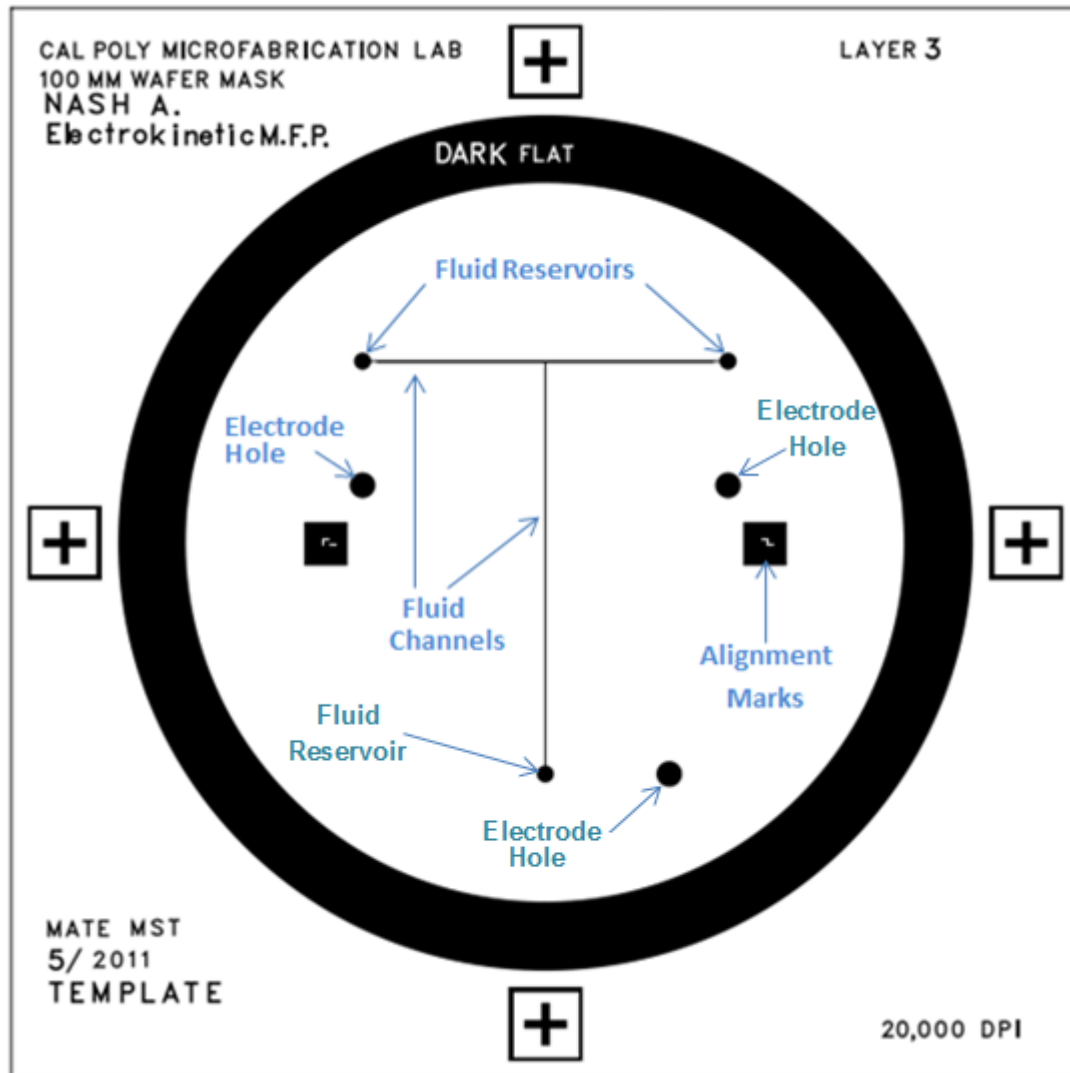 CAL POLY MICROFABRICATION LAB
100 MM WAFER MASK
NASH A.
Electrokinetic M.F.P.
LAYER 3
DARK FLAT
Fluid Reservoirs
Electrode
Hole
Electrode
Hole
Fluid
Channels
Alignment
Marks
Fluid
Reservoir
Electrode
Hole
MATE MST
5/ 2011
TEMPLATE
20,000 DPI